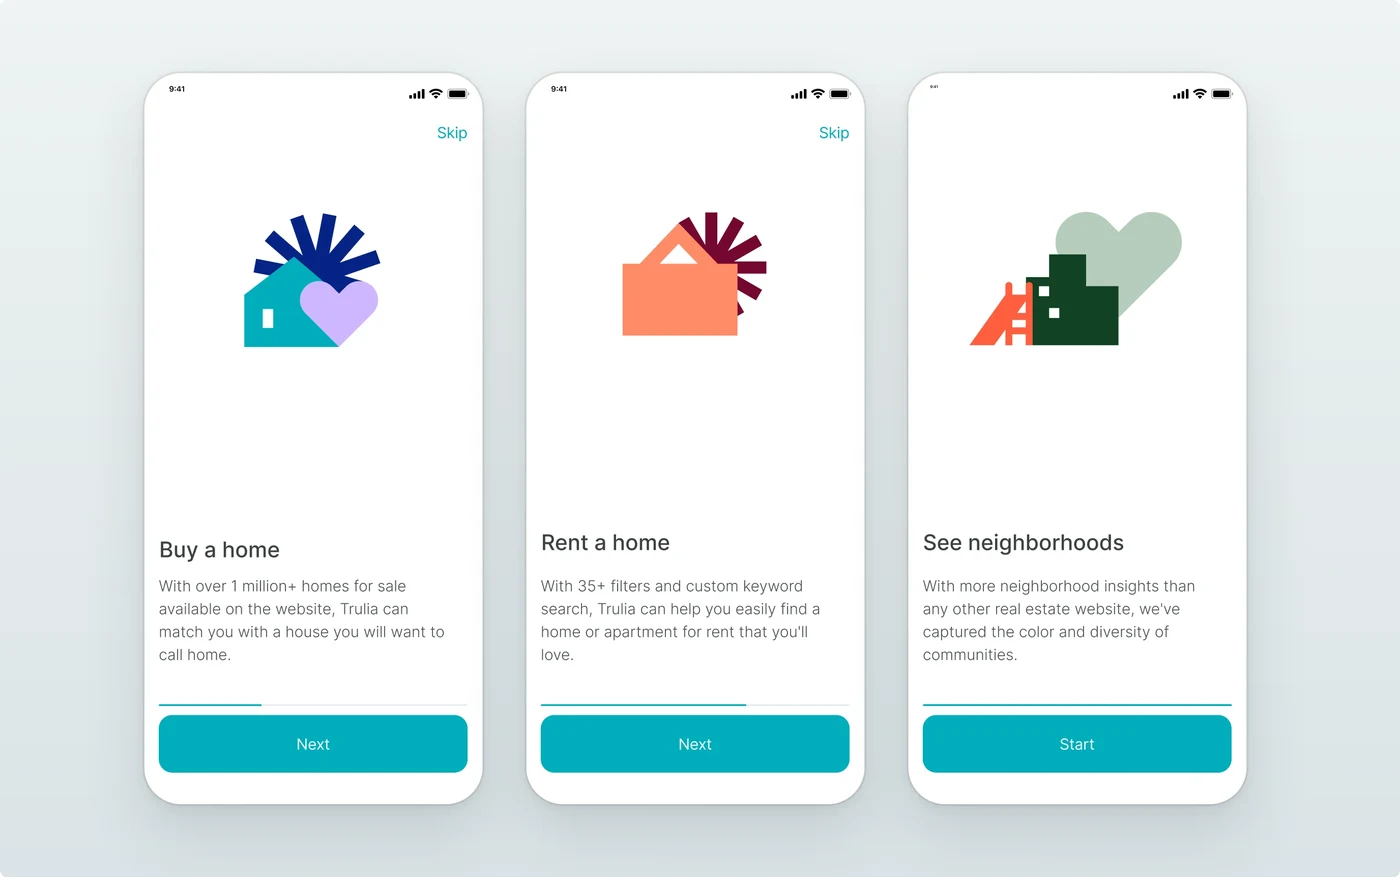 9:41
Skip
Buy a home
With over 1 million+ homes for sale
available on the website, Trulia can
match you with a house you will want to
call home.
Next
9:41
Skip
Rent a home
With 35+ filters and custom keyword
search, Trulia can help you easily find a
home or apartment for rent that you'll
love.
Next
9:41
See neighborhoods
With more neighborhood insights than
any other real estate website, we've
captured the color and diversity of
communities.
Start